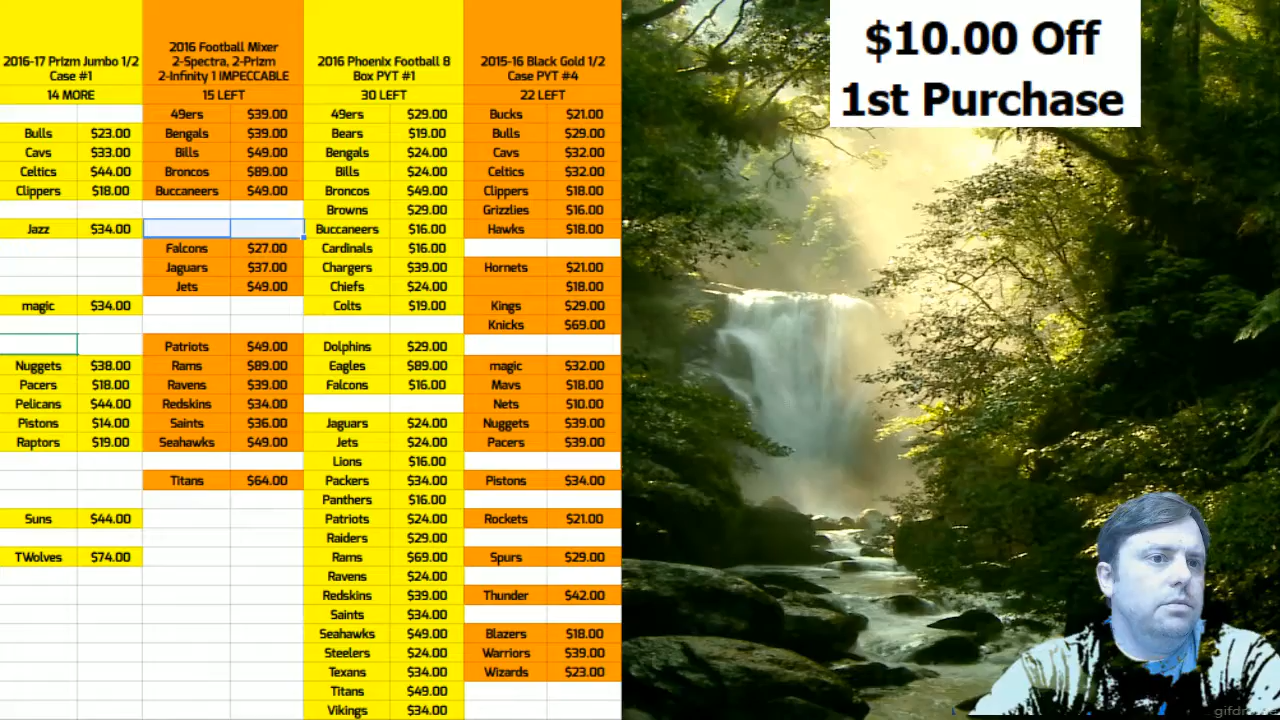 2016-17 Prizm Jumbo 1/2
Case #1
14 MORE
Bulls $23.00
Cavs $33.00
Celtics $44.00
Clippers $18.00
Jazz $34.00
magic $34.00
Nuggets $38.00
Pacers $18.00
Pelicans $44.00
Pistons $14.00
Raptors $19.00
Suns $44.00
TWolves $74.00
2016 Football Mixer
2-Spectra, 2-Prizm
2-Infinity 1 IMPECCABLE
15 LEFT
49ers $39.00
Bengals $39.00
Bills $49.00
Broncos $89.00
Buccaneers $49.00
Falcons $27.00
Jaguars $37.00
Jets $49.00
Patriots $49.00
Rams $89.00
Ravens $39.00
Redskins $34.00
Saints $36.00
Seahawks $49.00
Titans $64.00
2016 Phoenix Football 8
Box PYT #1
30 LEFT
49ers $29.00
Bears $19.00
Bengals $24.00
Bills $24.00
Broncos $49.00
Browns $29.00
Buccaneers $16.00
Cardinals $16.00
Chargers $39.00
Chiefs $24.00
Colts $19.00
Dolphins $29.00
Eagles $89.00
Falcons $16.00
Jaguars $24.00
Jets $24.00
Lions $16.00
Packers $34.00
Panthers $16.00
Patriots $24.00
Raiders $29.00
Rams $69.00
Ravens $24.00
Redskins $39.00
Saints $34.00
Seahawks $49.00
Steelers $24.00
Texans $34.00
Titans $49.00
Vikings $34.00
2015-16 Black Gold 1/2
Case PYT #4
22 LEFT
Bucks $21.00
Bulls $29.00
Cavs $32.00
Celtics $32.00
Clippers $18.00
Grizzlies $16.00
Hawks $18.00
Hornets $21.00
$18.00
Kings $29.00
Knicks $69.00
magic $32.00
Mavs $18.00
Nets $10.00
Nuggets $39.00
Pacers $39.00
Pistons $34.00
Rockets $21.00
Spurs $29.00
Thunder $42.00
Blazers $18.00
Warriors $39.00
Wizards $23.00
$10.00 Off
1st Purchase